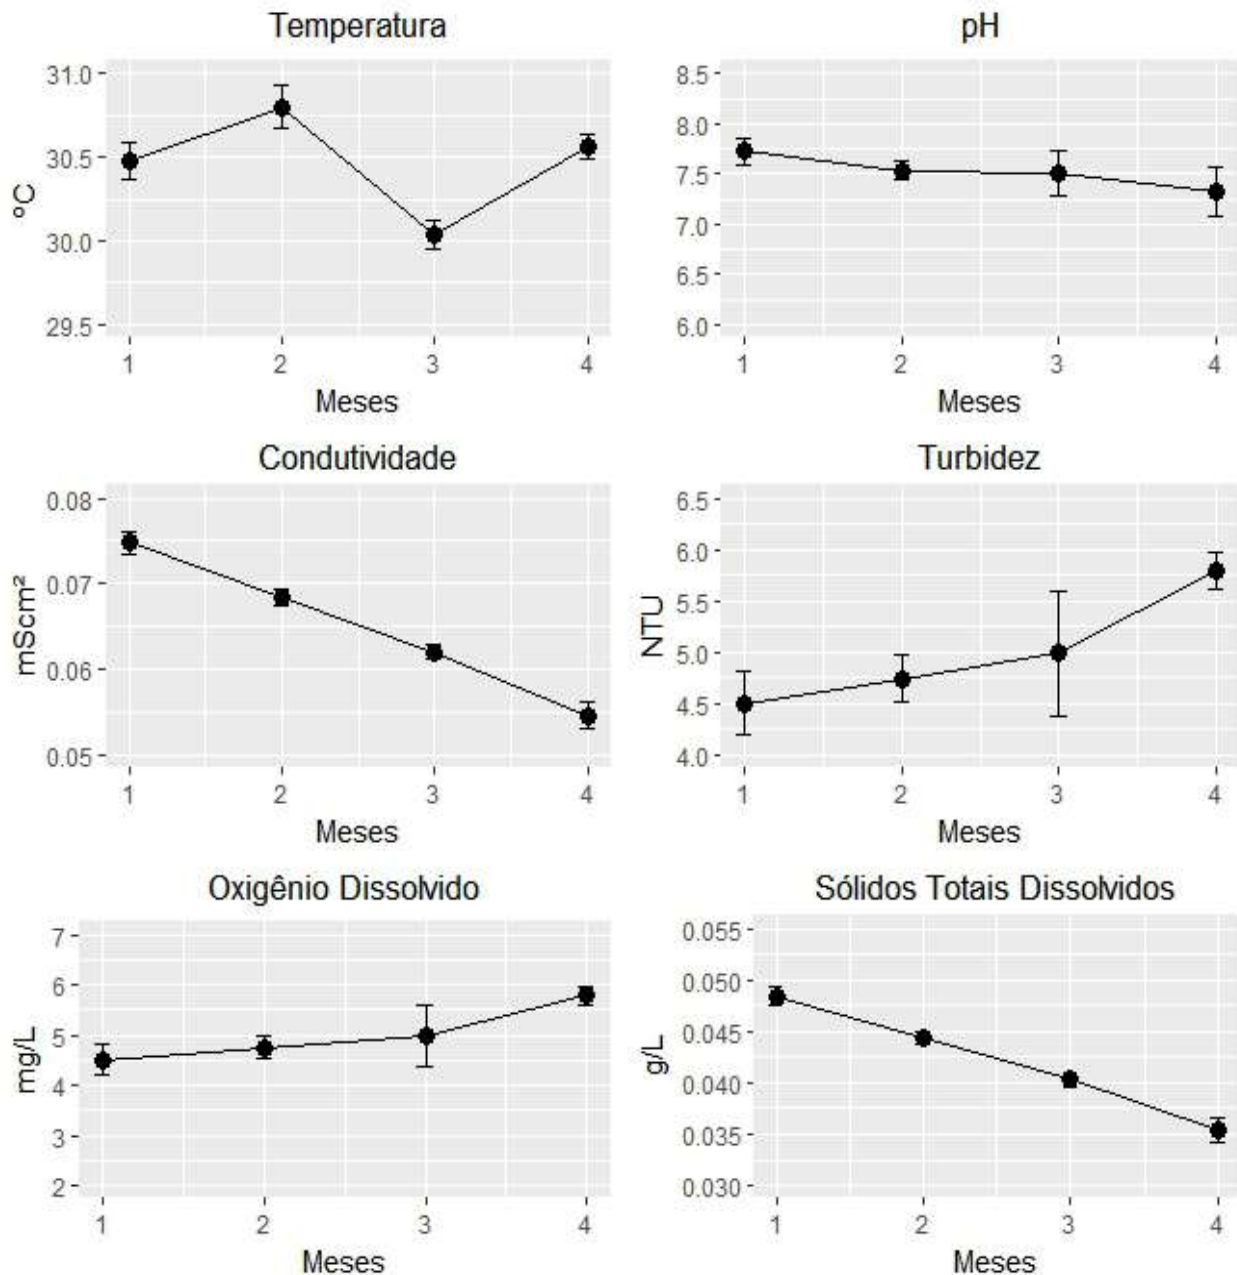 Temperatura
31.0
30.5
30.0
29.5
ºC
1 2 3 4
Meses
pH
8.5
8.0
7.5
7.0
6.5
6.0
1 2 3 4
Meses
Condutividade
0.08
0.07
0.06
0.05
mScm²
1 2 3 4
Meses
Turbidez
6.5
6.0
5.5
5.0
4.5
4.0
NTU
1 2 3 4
Meses
Oxigênio Dissolvido
7
6
5
4
3
2
mg/L
1 2 3 4
Meses
Sólidos Totais Dissolvidos
0.055
0.050
0.045
0.040
0.035
0.030
g/L
1 2 3 4
Meses